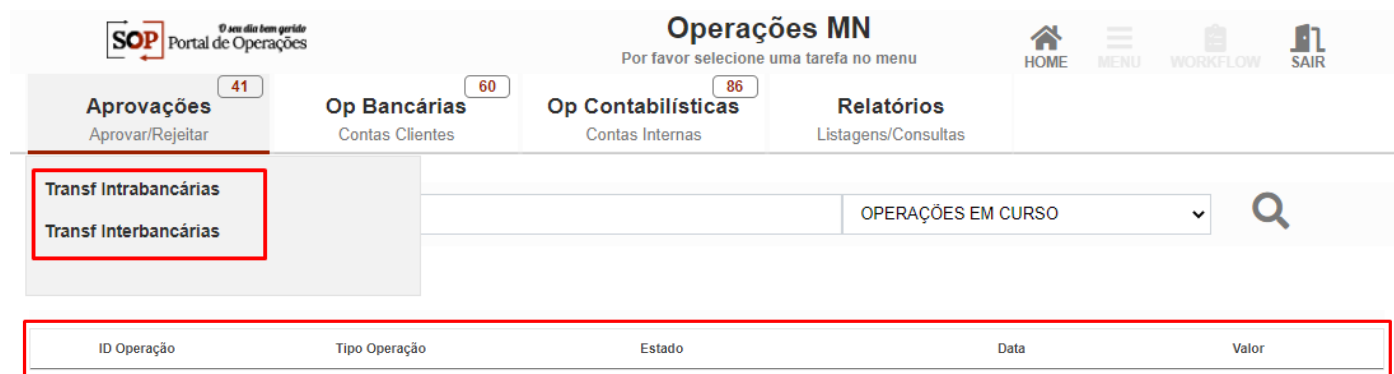 O seu dia bem gerido
SOP Portal de Operações
Operações MN
Por favor selecione uma tarefa no menu
HOME
MENU
WORKFLOW
SAIR
41
Aprovações
Aprovar/Rejeitar
60
Op Bancárias
Contas Clientes
86
Op Contabilísticas
Contas Internas
Relatórios
Listagens/Consultas
Transf Intrabancárias
Transf Interbancárias
OPERAÇÕES EM CURSO
ID Operação Tipo Operação Estado Data Valor